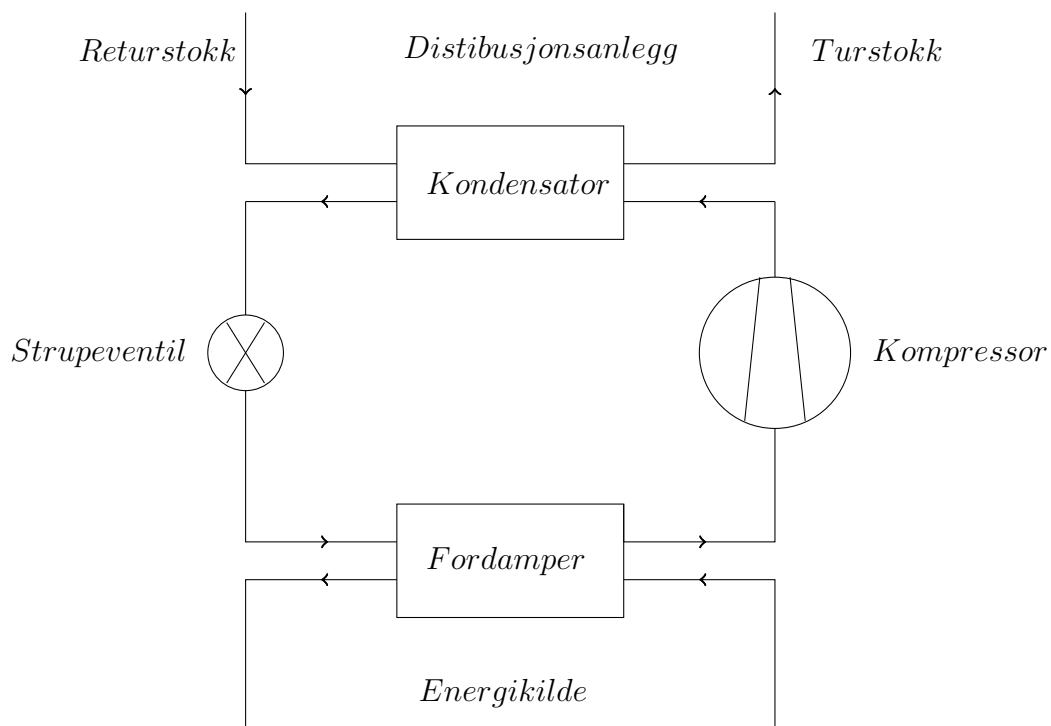 Returstokk
Distibusjonsanlegg
Turstokk
Kondensator
Strupeventil
Kompressor
Fordamper
Energikilde